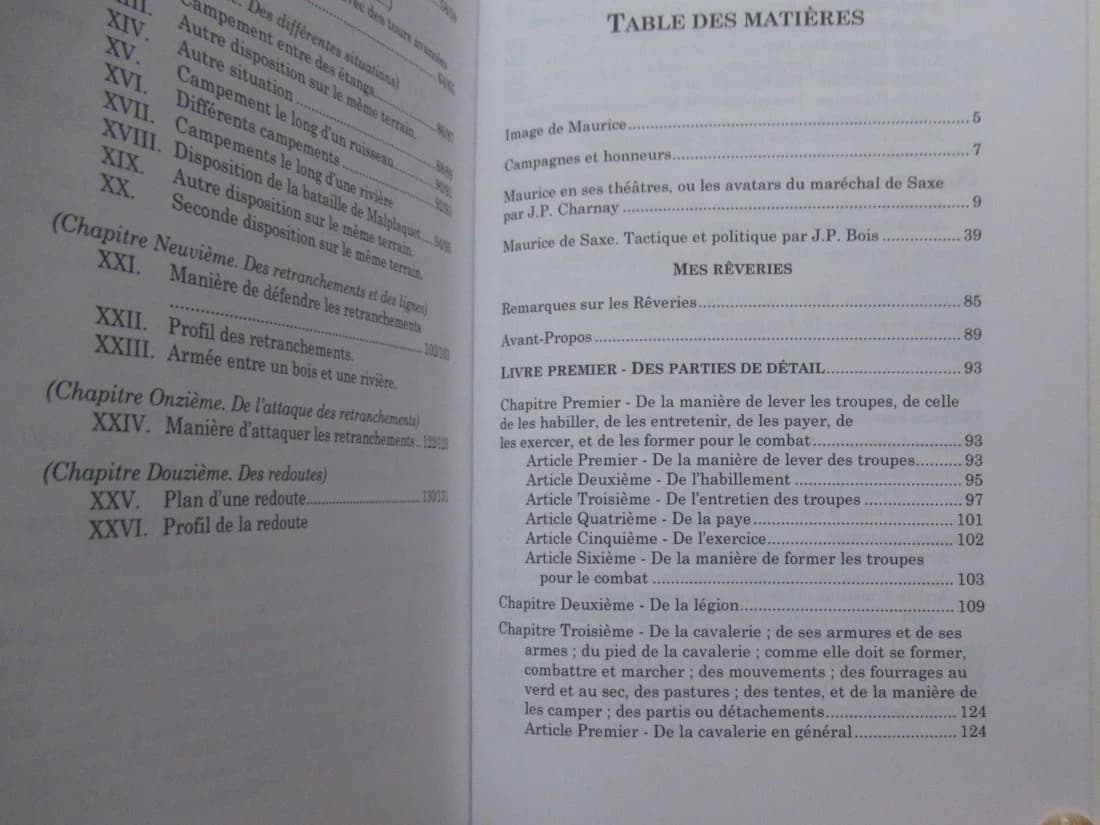 XIII.
XIV. Campement entre des étangs
XV. Autre disposition sur le même terrain.
XVI. Autre situation
XVII. Campement le long d'un ruisseau
XVIII. Différents campements
XIX. Campements le long d'une rivière
XX. Disposition de la bataille de Malplaquet
Autre disposition sur le même terrain.
Seconde disposition sur le même terrain.
(Chapitre Neuvième. Des retranchements et des lignes)
XXI. Manière de défendre les retranchements
.......... 102/103
XXII. Profil des retranchements.
XXIII. Armée entre un bois et une rivière.
(Chapitre Onzième. De l'attaque des retranchements)
XXIV. Manière d'attaquer les retranchements
(Chapitre Douzième. Des redoutes)
XXV. Plan d'une redoute.......... 130/131
XXVI. Profil de la redoute
TABLE DES MATIÈRES
Image de Maurice.......... 5
Campagnes et honneurs.......... 7
Maurice en ses théâtres, ou les avatars du maréchal de Saxe
par J.P. Charnay .......... 9
Maurice de Saxe. Tactique et politique par J.P. Bois .......... 39
MES RÊVERIES
Remarques sur les Rêveries.......... 85
Avant-Propos.......... 89
LIVRE PREMIER - DES PARTIES DE DÉTAIL.......... 93
Chapitre Premier - De la manière de lever les troupes, de celle
de les habiller, de les entretenir, de les payer, de
les exercer, et de les former pour le combat.......... 93
Article Premier - De la manière de lever des troupes.......... 93
Article Deuxième - De l'habillement .......... 95
Article Troisième - De l'entretien des troupes .......... 97
Article Quatrième - De la paye.......... 101
Article Cinquième - De l'exercice.......... 102
Article Sixième - De la manière de former les troupes
pour le combat .......... 103
Chapitre Deuxième - De la légion.......... 109
Chapitre Troisième - De la cavalerie ; de ses armures et de ses
armes ; du pied de la cavalerie ; comme elle doit se former,
combattre et marcher ; des mouvements ; des fourrages au
verd et au sec, des pastures ; des tentes, et de la manière de
les camper ; des partis ou détachements.......... 124
Article Premier - De la cavalerie en général.......... 124